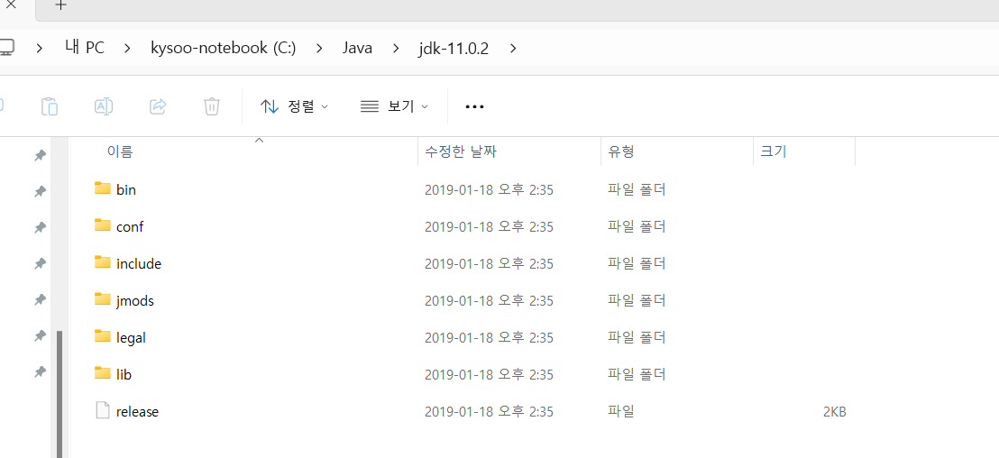 내 PC > kysoo-notebook (C:) > Java > jdk-11.0.2 >
정렬 보기
이름 수정한 날짜 유형 크기
bin 2019-01-18 오후 2:35 파일 폴더
conf 2019-01-18 오후 2:35 파일 폴더
include 2019-01-18 오후 2:35 파일 폴더
jmods 2019-01-18 오후 2:35 파일 폴더
legal 2019-01-18 오후 2:35 파일 폴더
lib 2019-01-18 오후 2:35 파일 폴더
release 2019-01-18 오후 2:35 파일 2KB